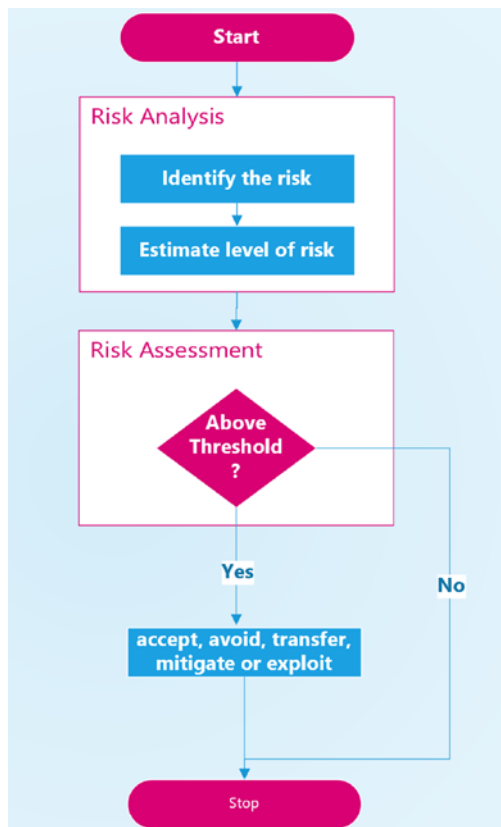 Start
Risk Analysis
Identify the risk
Estimate level of risk
Risk Assessment
Above
Threshold
?
Yes
No
accept, avoid, transfer,
mitigate or exploit
Stop